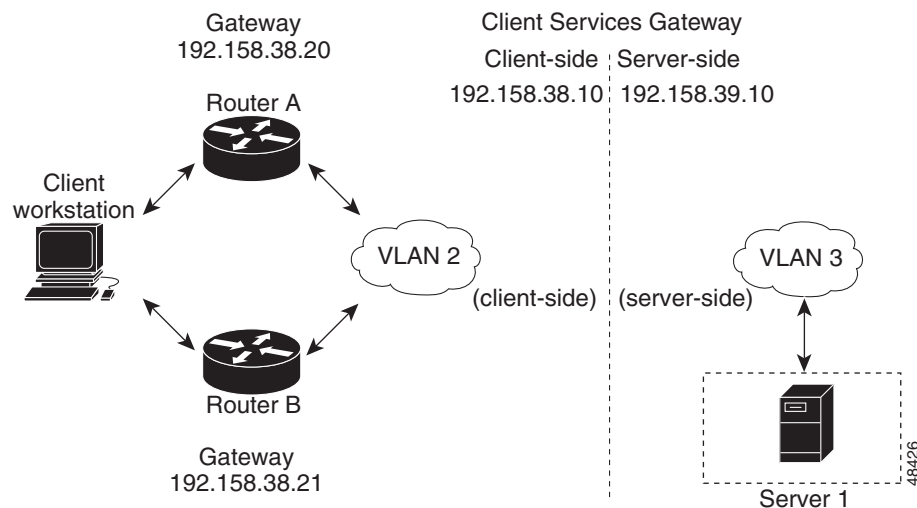 Gateway
192.158.38.20
Router A
Client Services Gateway
Client-side
Server-side
192.158.38.10
192.158.39.10
Client
workstation
VLAN 2
(client-side)
VLAN 3
(server-side)
Router B
Gateway
192.158.38.21
Server 1
48426